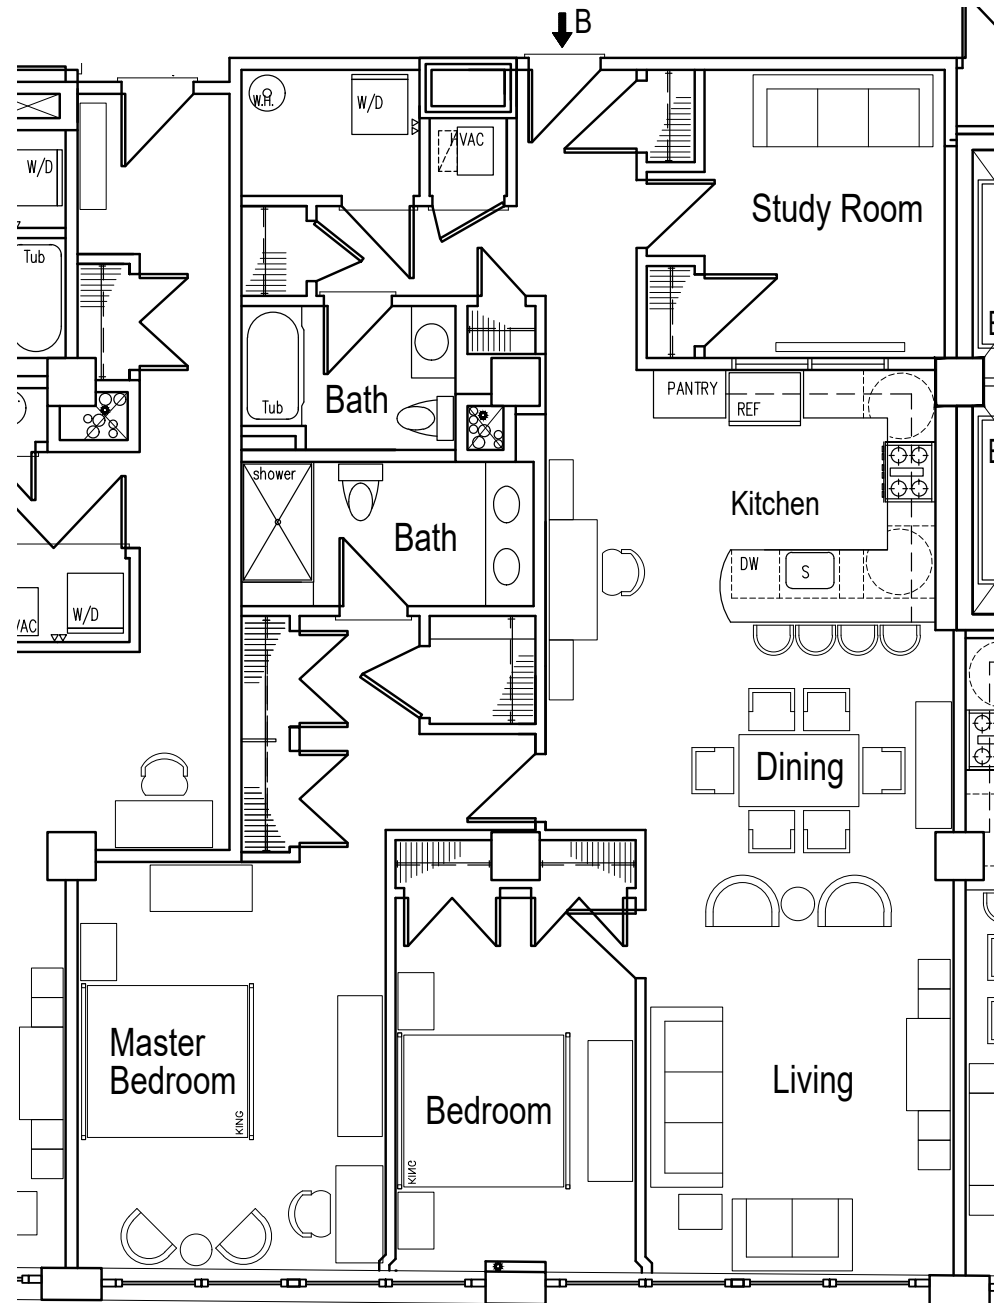 B
W.H.
W/D
HVAC
W/D
Study Room
Tub
PANTRY
REF
Bath
Tub
shower
Kitchen
Bath
DW
S
W/D
Dining
Master
Bedroom
Living
Bedroom
KING
KING